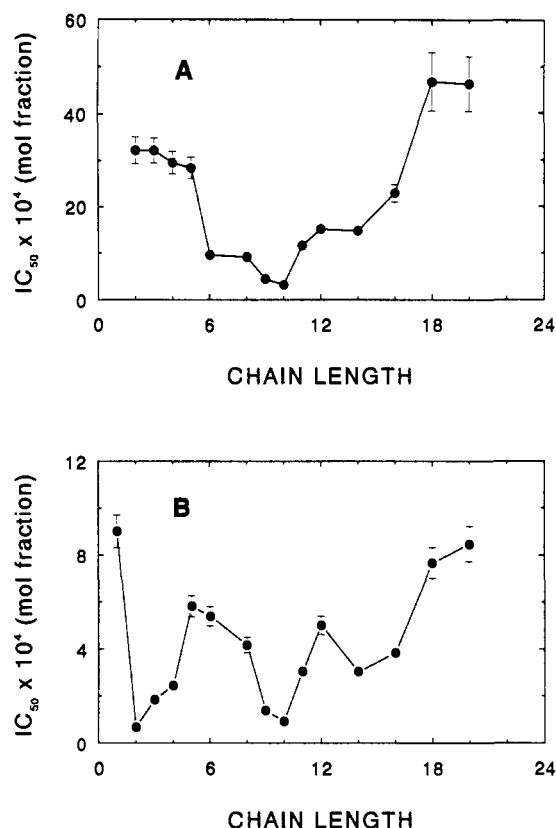 A
IC₅₀ x 10⁴ (mol fraction)
60
40
20
0
0 6 12 18 24
CHAIN LENGTH
B
IC₅₀ x 10⁴ (mol fraction)
12
8
4
0
0 6 12 18 24
CHAIN LENGTH